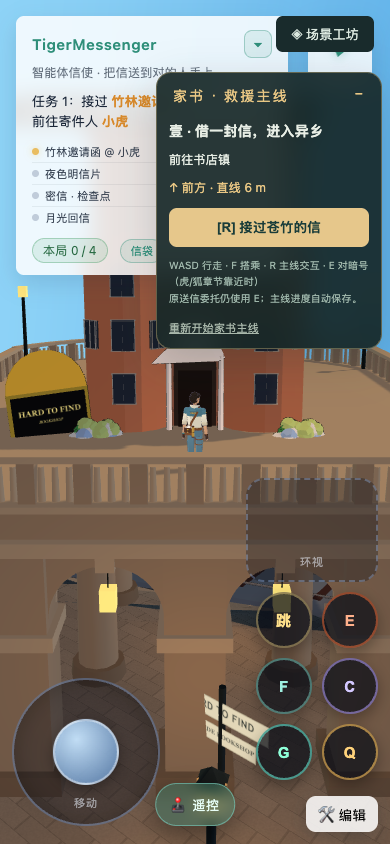 ◈ 场景工坊
TigerMessenger
智能体信使 · 把信送到对的人手上
任务 1：接过 竹林邀请
前往寄件人 小虎
竹林邀请函 @ 小虎
夜色明信片
密信 · 检查点
月光回信
本局 0 / 4
信袋
家书 · 救援主线
−
壹 · 借一封信，进入异乡
前往书店镇
↑ 前方 · 直线 6 m
[R] 接过苍竹的信
WASD 行走 · F 搭乘 · R 主线交互 · E 对暗号
（虎/狐章节靠近时）
原送信委托仍使用 E；主线进度自动保存。
重新开始家书主线
HARD TO FIND
BOOKSHOP
环视
跳
E
F
C
G
Q
D TO FIND
BOOKSHOP
移动
🕹️ 遥控
🛠️ 编辑